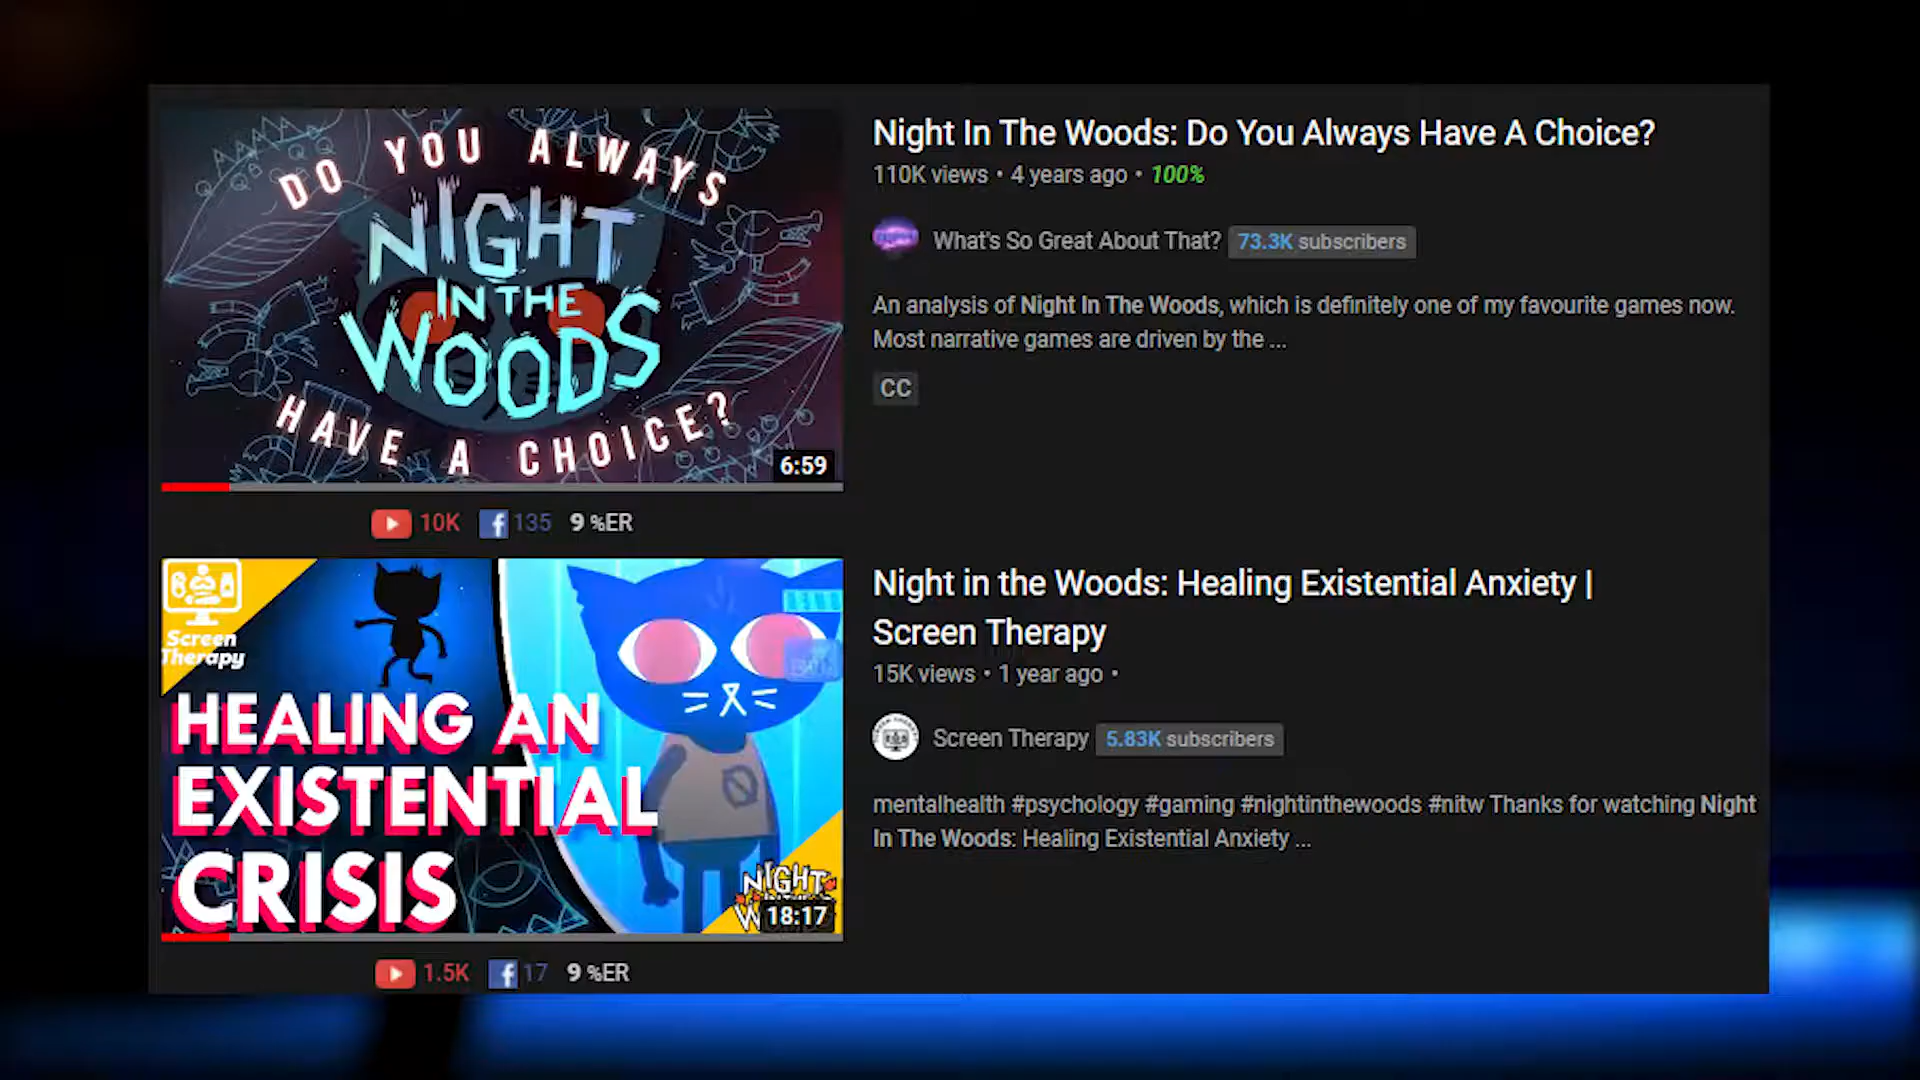 DO YOU ALWAYS
NIGHT
IN THE
WOODS
HAVE A CHOICE?
6:59
10K 135 9 %ER
Night In The Woods: Do You Always Have A Choice?
110K views • 4 years ago • 100%
What's So Great About That? 73.3K subscribers
An analysis of Night In The Woods, which is definitely one of my favourite games now.
Most narrative games are driven by the ...
CC
Screen
Therapy
HEALING AN
EXISTENTIAL
CRISIS
NIGHT
18:17
1.5K 17 9 %ER
Night in the Woods: Healing Existential Anxiety |
Screen Therapy
15K views • 1 year ago •
Screen Therapy 5.83K subscribers
mentalhealth #psychology #gaming #nightinthewoods #nitw Thanks for watching Night
In The Woods: Healing Existential Anxiety ...